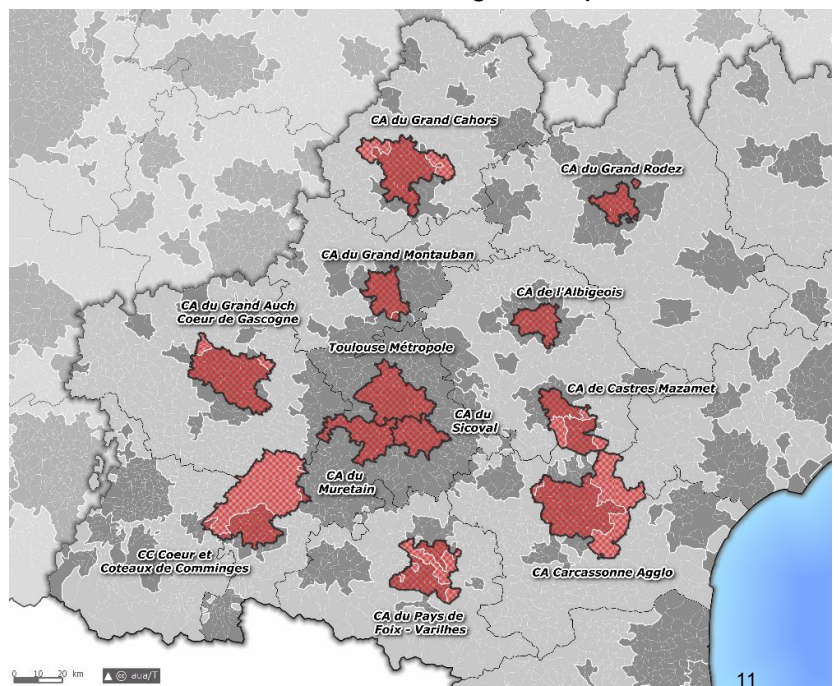 CA du Grand Cahors
CA du Grand Rodez
CA du Grand Montauban
CA du Grand Auch
Coeur de Gascogne
CA de l'Albigeois
Toulouse Métropole
CA de Castres Mazamet
CA du
Sicoval
CA du
Muretain
CC Coeur et
Coteaux de Comminges
CA Carcassonne Agglo
CA du Pays de
Foix - Varilhes
0 10 20 km
cc aua/T
11